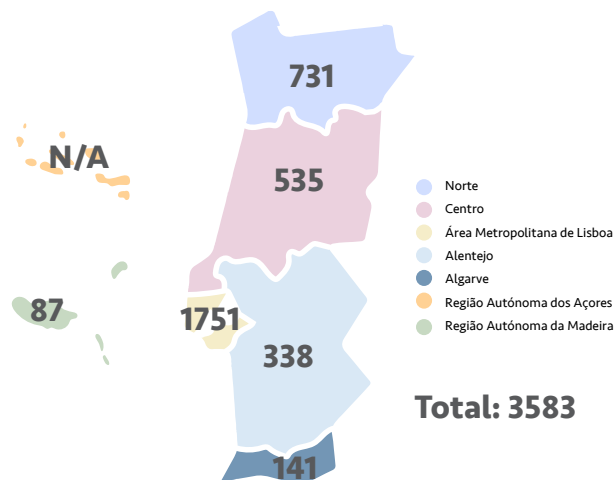 731
N/A
535
Norte
Centro
Área Metropolitana de Lisboa
Alentejo
Algarve
Região Autónoma dos Açores
Região Autónoma da Madeira
87
1751
338
Total: 3583
141